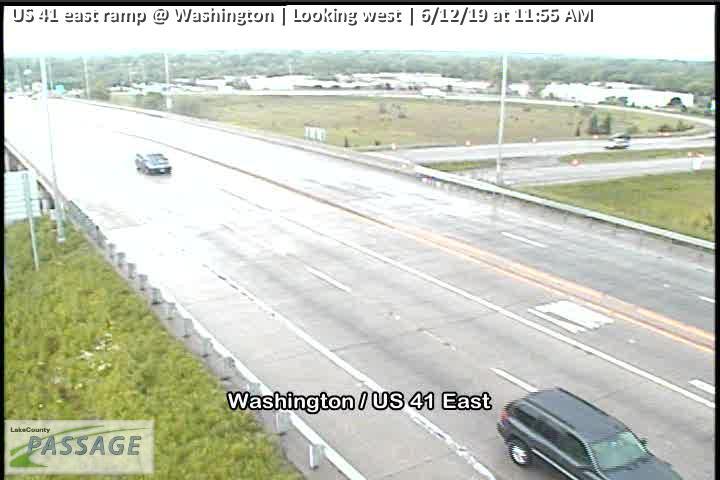 US 41 east ramp @ Washington | Looking west | 6/12/19 at 11:55 AM
Washington / US 41 East
LakeCounty
PASSAGE